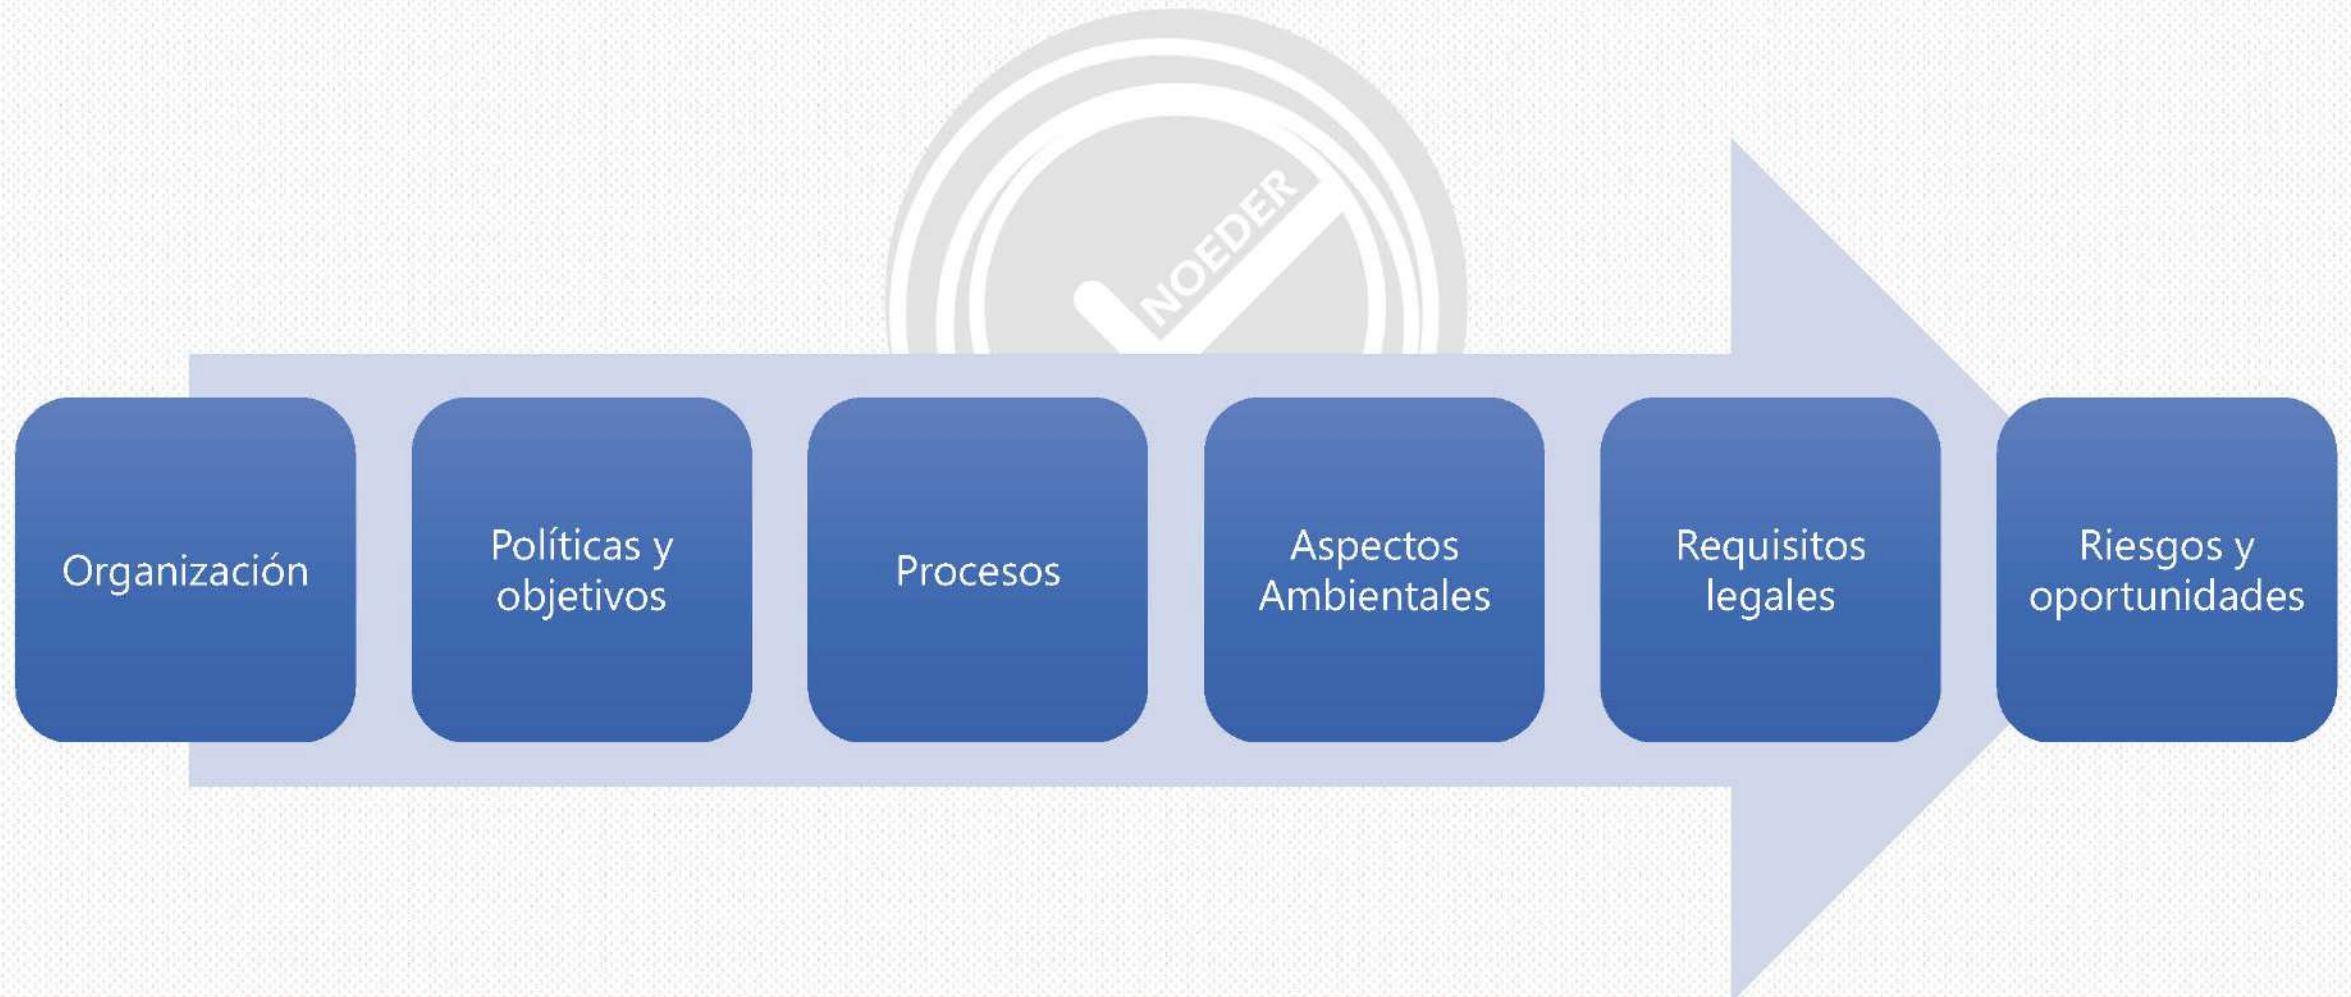 NOEDER
Organización
Políticas y
objetivos
Procesos
Aspectos
Ambientales
Requisitos
legales
Riesgos y
oportunidades